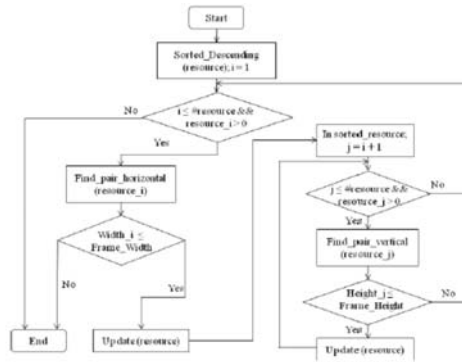 Start
Sorted_Descending
(resource); i = 1
i ≤ #resource &&
resource_i > 0
No
Yes
Find_pair_horizontal
(resource_i)
Width_i ≤
Frame_Width
No
Yes
End
Update (resource)
In sorted_resource,
j = i + 1
j ≤ #resource &&
resource_j > 0
No
Yes
Find_pair_vertical
(resource_j)
Height_j ≤
Frame_Height
No
Yes
Update (resource)